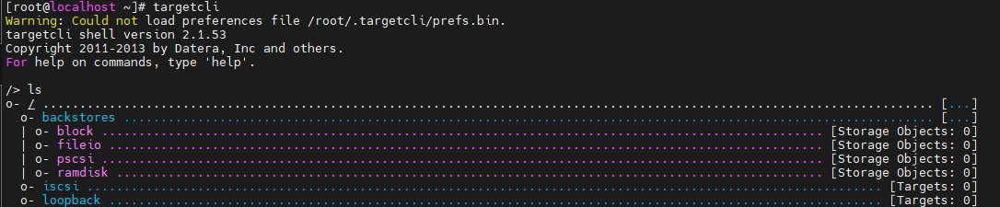 [root@localhost ~]# targetcli
Warning: Could not load preferences file /root/.targetcli/prefs.bin.
targetcli shell version 2.1.53
Copyright 2011-2013 by Datera, Inc and others.
For help on commands, type 'help'.
/> ls
o- / ......................................................................................................................... [...]
  o- backstores .............................................................................................................. [...]
  | o- block .................................................................................................. [Storage Objects: 0]
  | o- fileio ................................................................................................. [Storage Objects: 0]
  | o- pscsi .................................................................................................. [Storage Objects: 0]
  | o- ramdisk ................................................................................................ [Storage Objects: 0]
  o- iscsi ............................................................................................................ [Targets: 0]
  o- loopback ......................................................................................................... [Targets: 0]